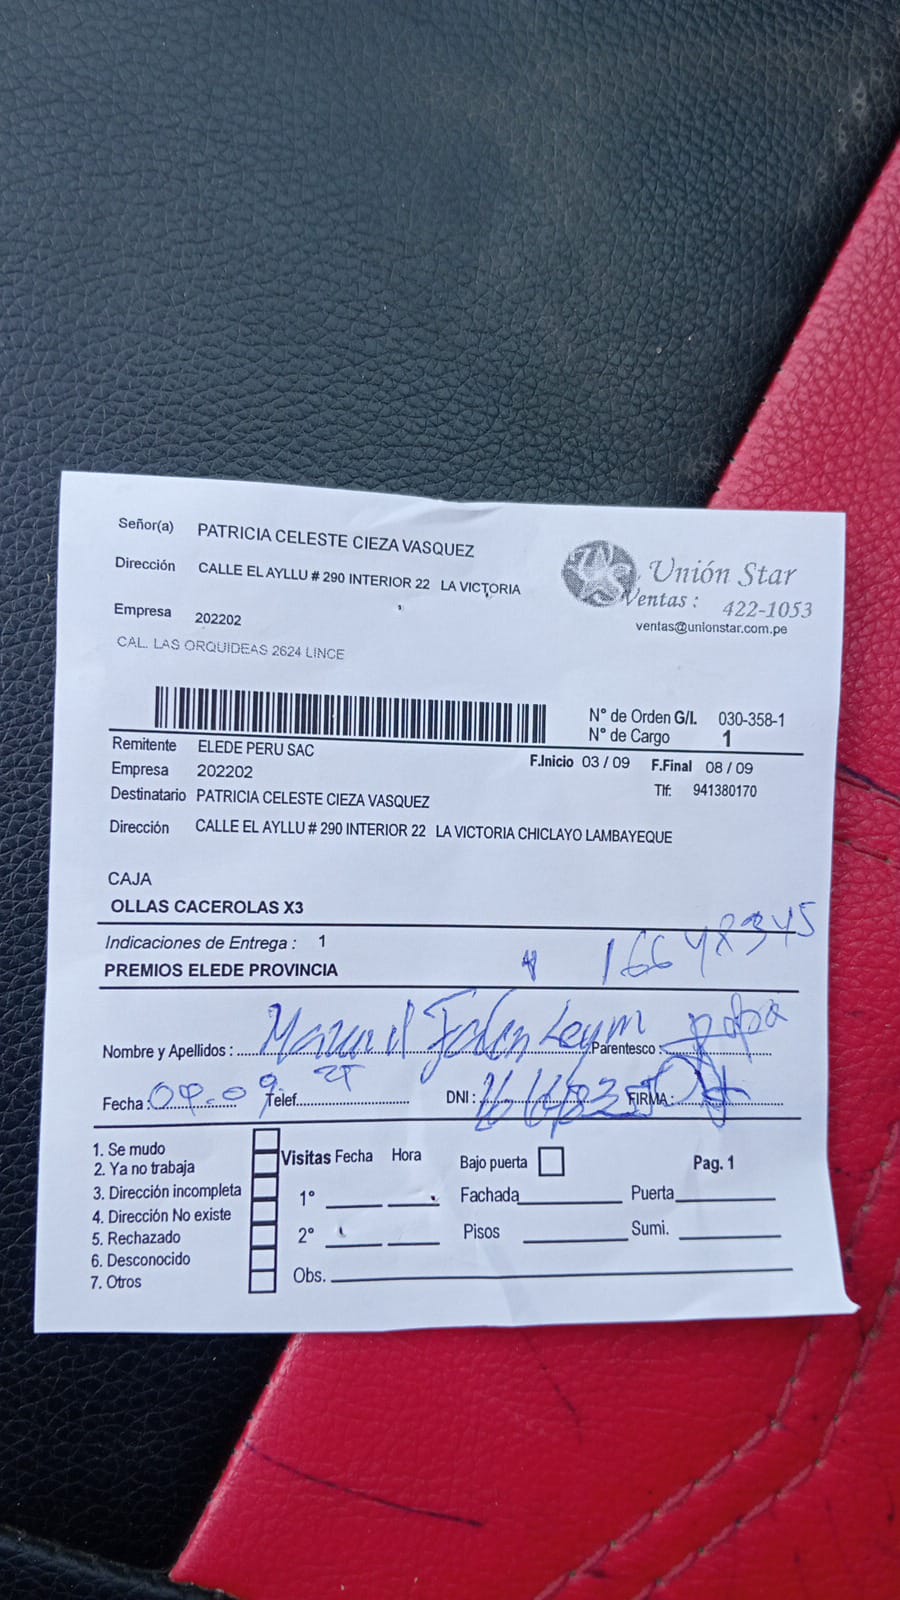 Señor(a) PATRICIA CELESTE CIEZA VASQUEZ
Dirección CALLE EL AYLLU # 290 INTERIOR 22 LA VICTORIA
Empresa 202202
CAL. LAS ORQUIDEAS 2624 LINCE
Unión Star
Ventas : 422-1053
ventas@unionstar.com.pe
N° de Orden G/I. 030-358-1
N° de Cargo 1
Remitente ELEDE PERU SAC
Empresa 202202
F.Inicio 03 / 09 F.Final 08 / 09
Tlf: 941380170
Destinatario PATRICIA CELESTE CIEZA VASQUEZ
Dirección CALLE EL AYLLU # 290 INTERIOR 22 LA VICTORIA CHICLAYO LAMBAYEQUE
CAJA
OLLAS CACEROLAS X3
Indicaciones de Entrega : 1
PREMIOS ELEDE PROVINCIA
Nombre y Apellidos : Parentesco : papa
Fecha : Telef. DNI : FIRMA :
1. Se mudo
2. Ya no trabaja
3. Dirección incompleta
4. Dirección No existe
5. Rechazado
6. Desconocido
7. Otros
Visitas Fecha Hora
1°
2°
Obs.
Bajo puerta Pag. 1
Fachada Puerta
Pisos Sumi.